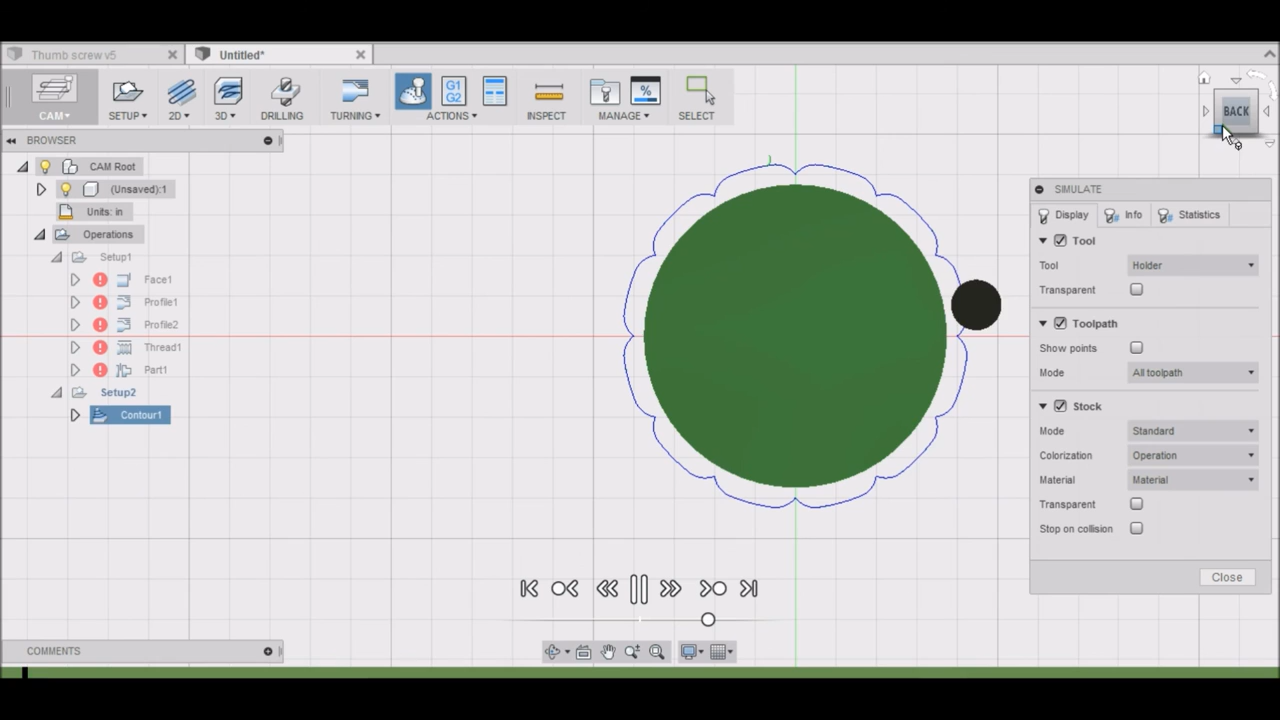 Thumb screw v5
Untitled*
CAM▾ SETUP▾ 2D▾ 3D▾ DRILLING TURNING▾ G1 G2 ACTIONS▾ INSPECT % MANAGE▾ SELECT
BROWSER
CAM Root
(Unsaved):1
Units: in
Operations
Setup1
Face1
Profile1
Profile2
Thread1
Part1
Setup2
Contour1
COMMENTS
BACK
SIMULATE
Display Info Statistics
Tool
Tool Holder
Transparent
Toolpath
Show points
Mode All toolpath
Stock
Mode Standard
Colorization Operation
Material Material
Transparent
Stop on collision
Close